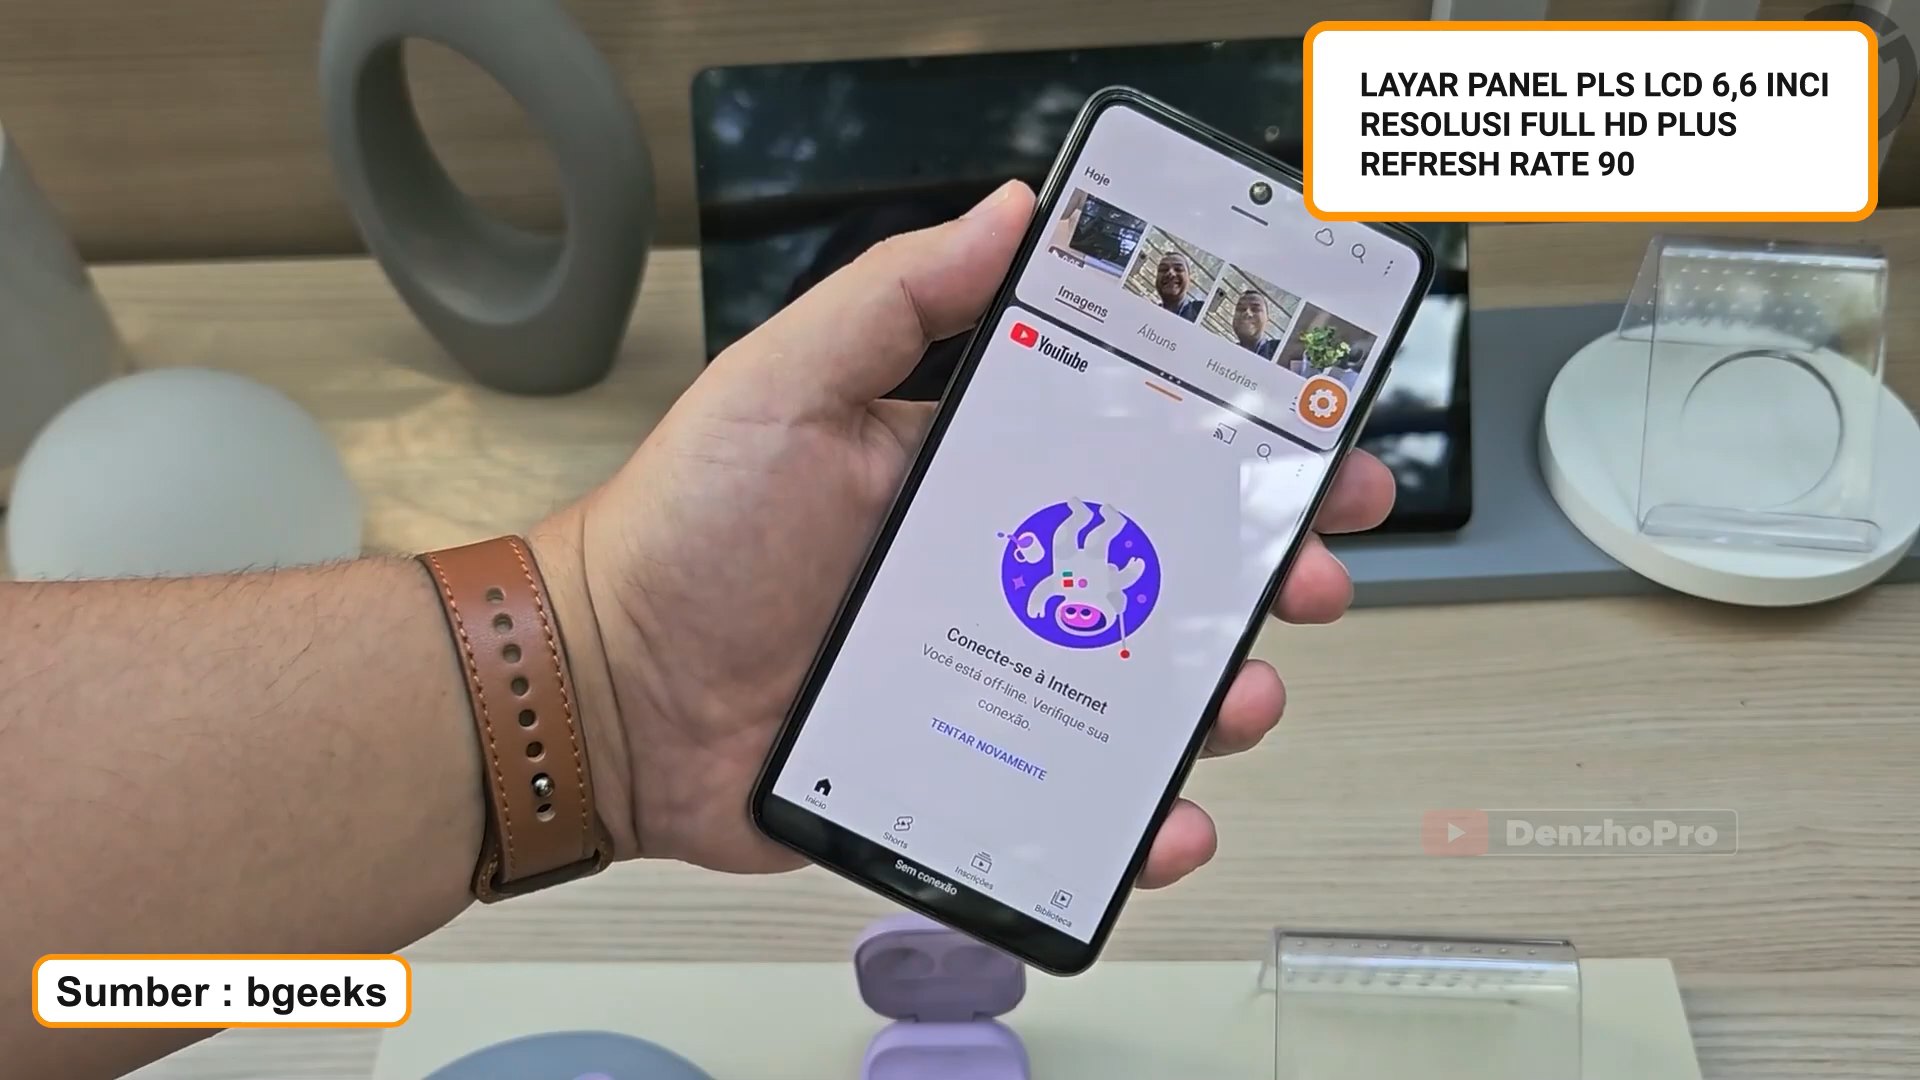 LAYAR PANEL PLS LCD 6,6 INCI
RESOLUSI FULL HD PLUS
REFRESH RATE 90
Hoje
Imagens
Álbuns
Histórias
YouTube
Conecte-se à Internet
Você está off-line. Verifique sua
conexão.
TENTAR NOVAMENTE
Início
Shorts
Inscrições
Biblioteca
Sem conexão
DenzhoPro
Sumber : bgeeks